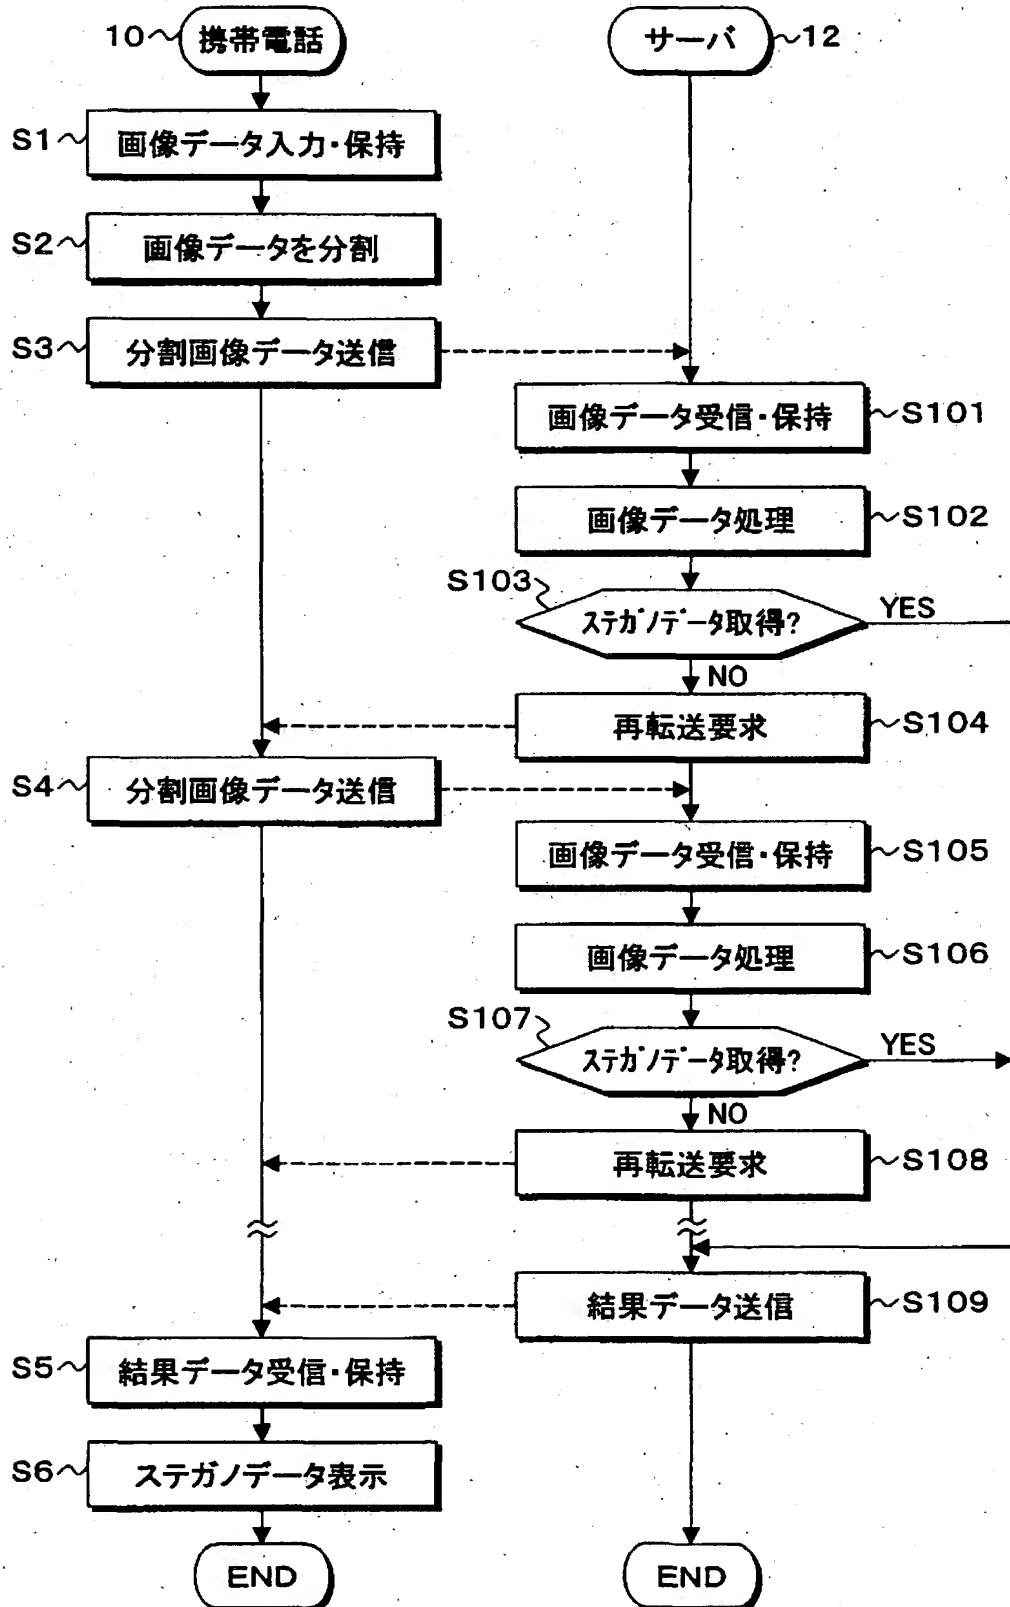 10 携帯電話
サーバ 12
S1 画像データ入力・保持
S2 画像データを分割
S3 分割画像データ送信
画像データ受信・保持 S101
画像データ処理 S102
S103
ステガノデータ取得? YES
NO
再転送要求 S104
S4 分割画像データ送信
画像データ受信・保持 S105
画像データ処理 S106
S107
ステガノデータ取得? YES
NO
再転送要求 S108
結果データ送信 S109
S5 結果データ受信・保持
S6 ステガノデータ表示
END
END